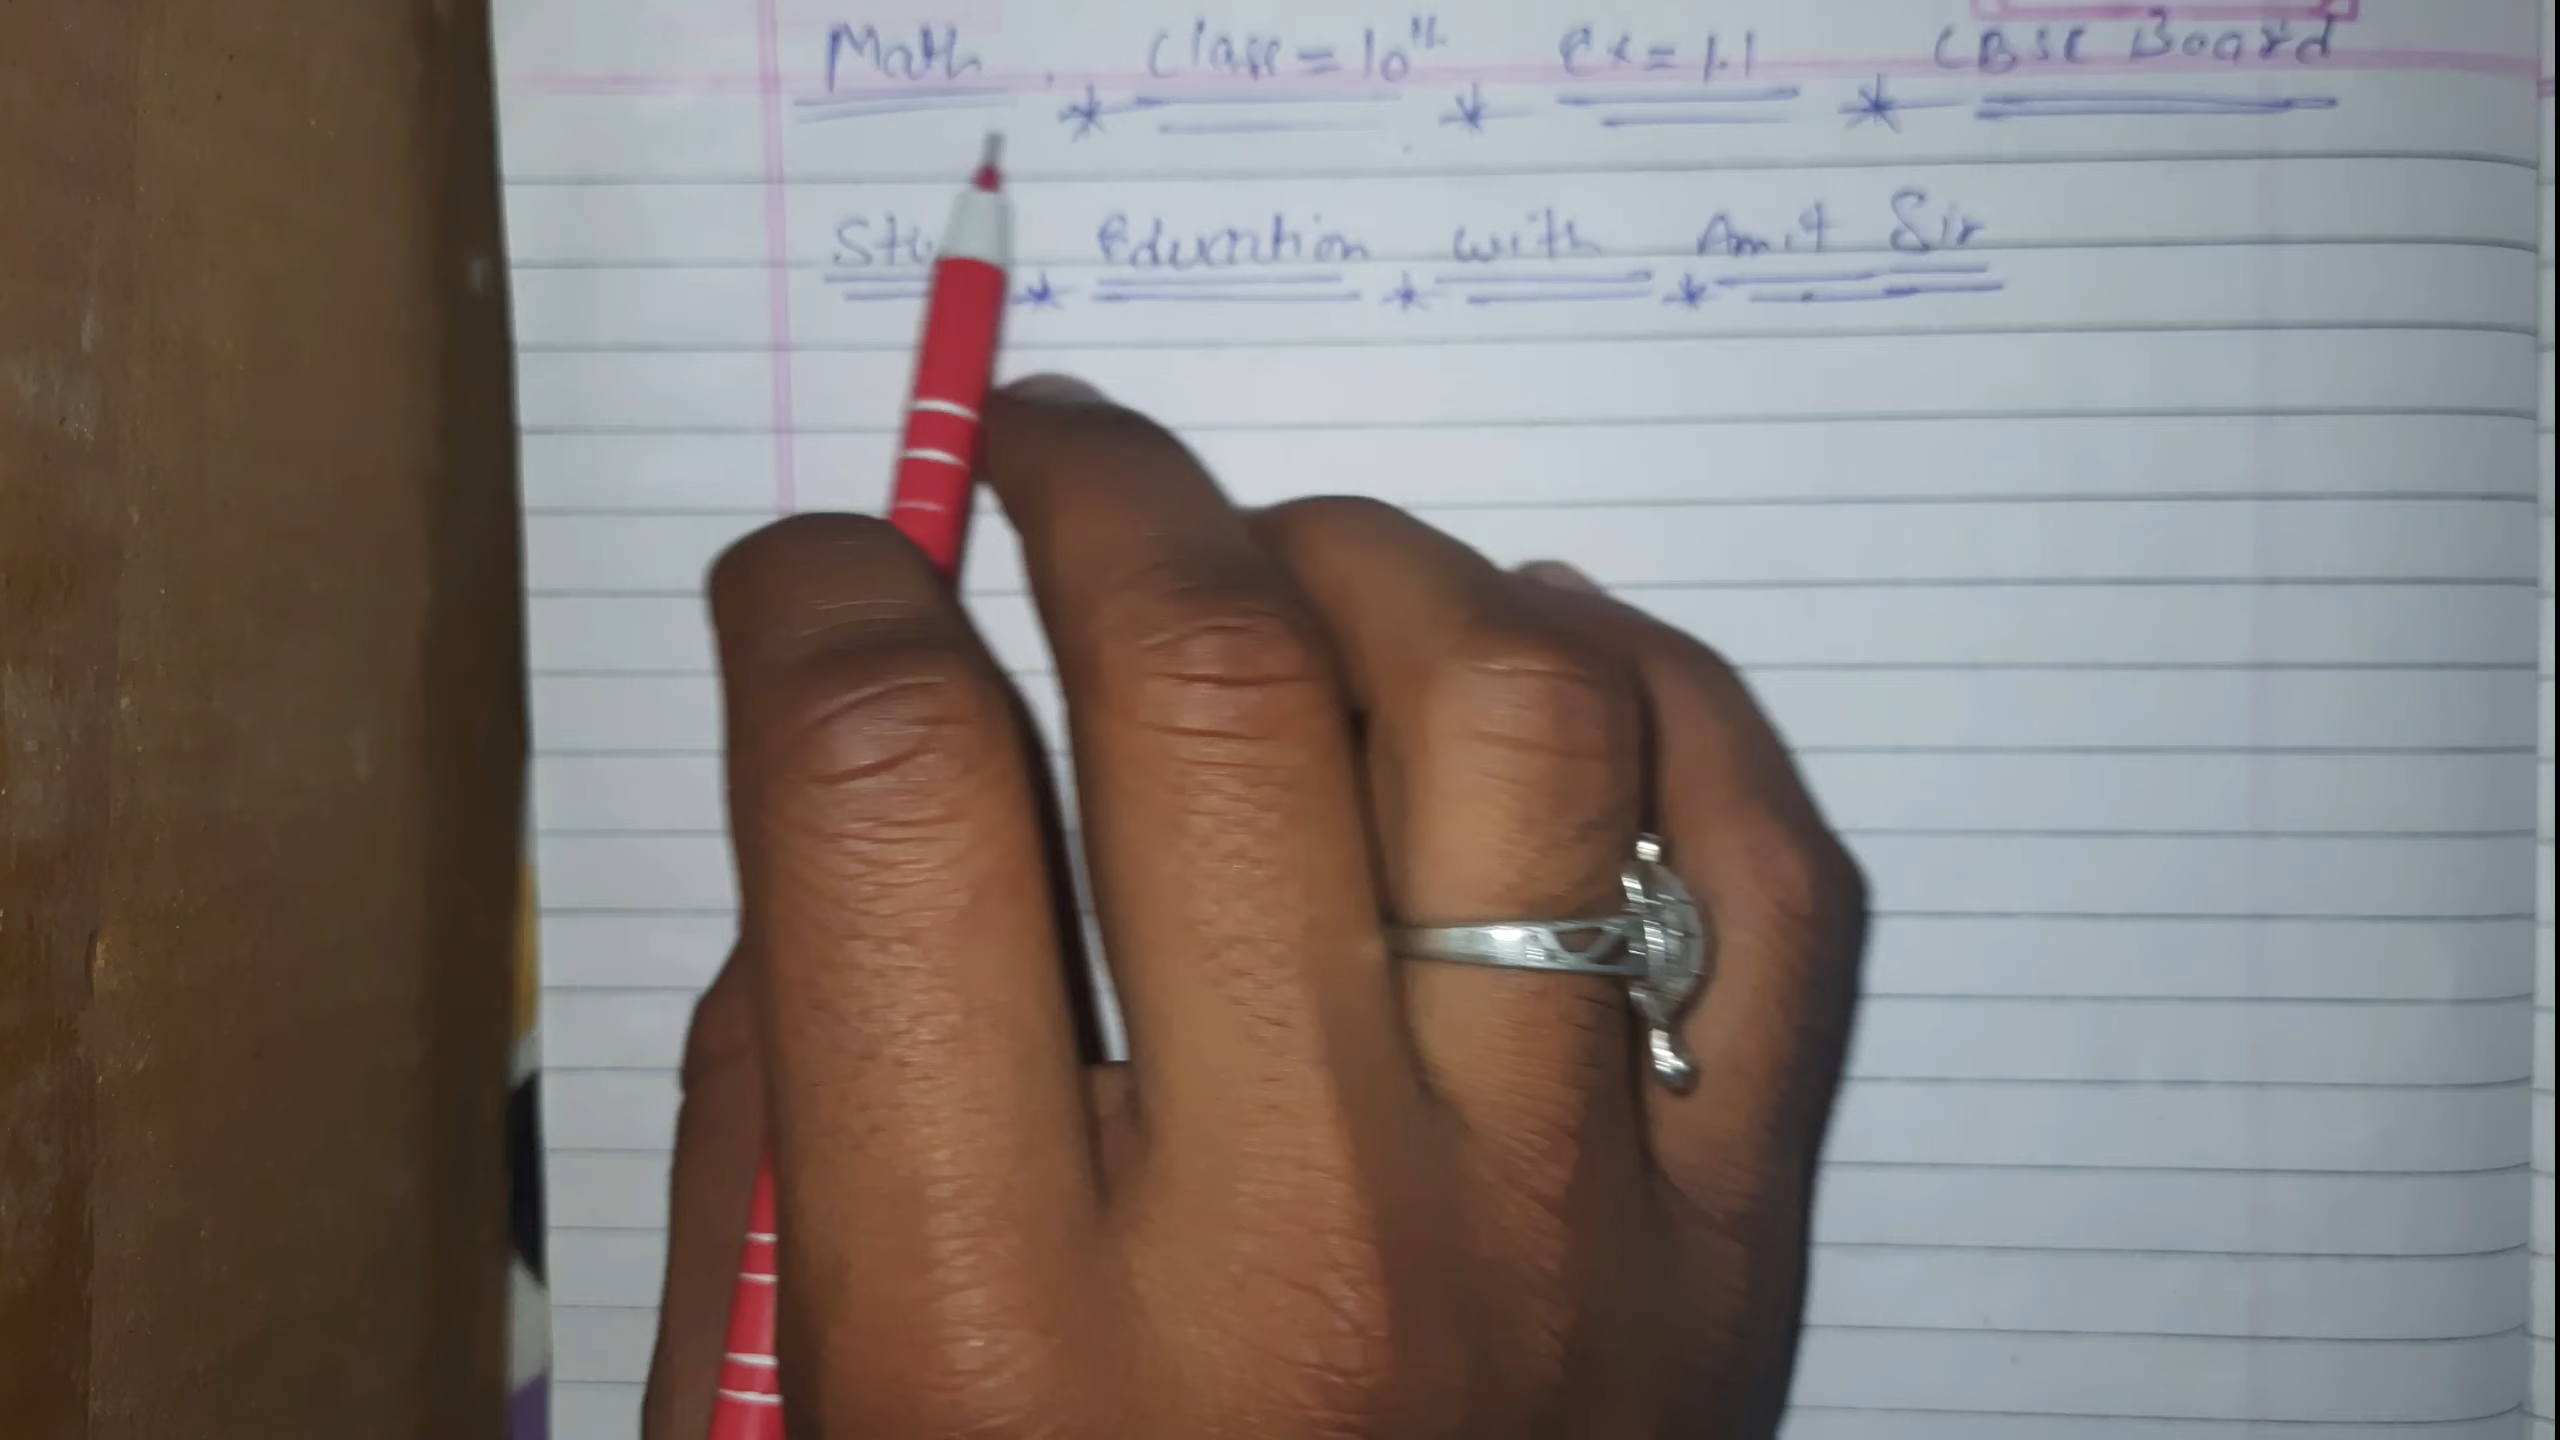 Math * Class = 10th * Ex = 1.1 * CBSE Board
* Education * with * Amit Sir